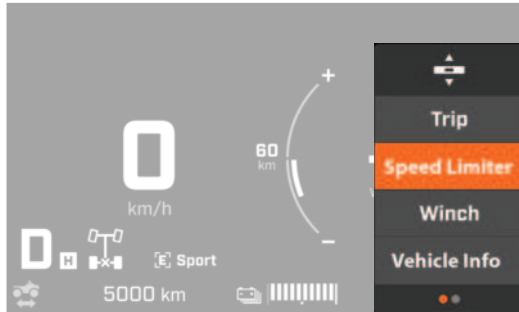 +
Trip
60
km
0
Speed Limiter
km/h
Winch
D H [E] Sport
−
Vehicle Info
5000 km